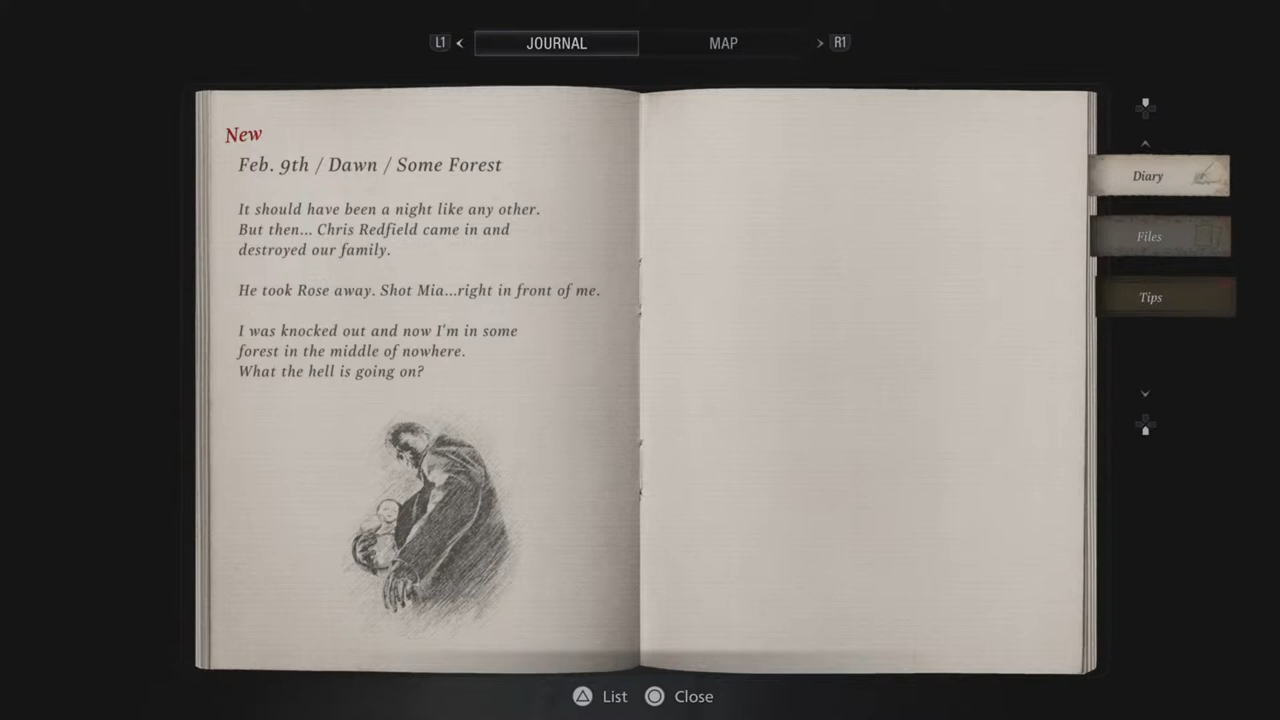 L1 JOURNAL MAP R1
New
Feb. 9th / Dawn / Some Forest
It should have been a night like any other.
But then... Chris Redfield came in and
destroyed our family.
He took Rose away. Shot Mia...right in front of me.
I was knocked out and now I'm in some
forest in the middle of nowhere.
What the hell is going on?
Diary
Files
Tips
List Close